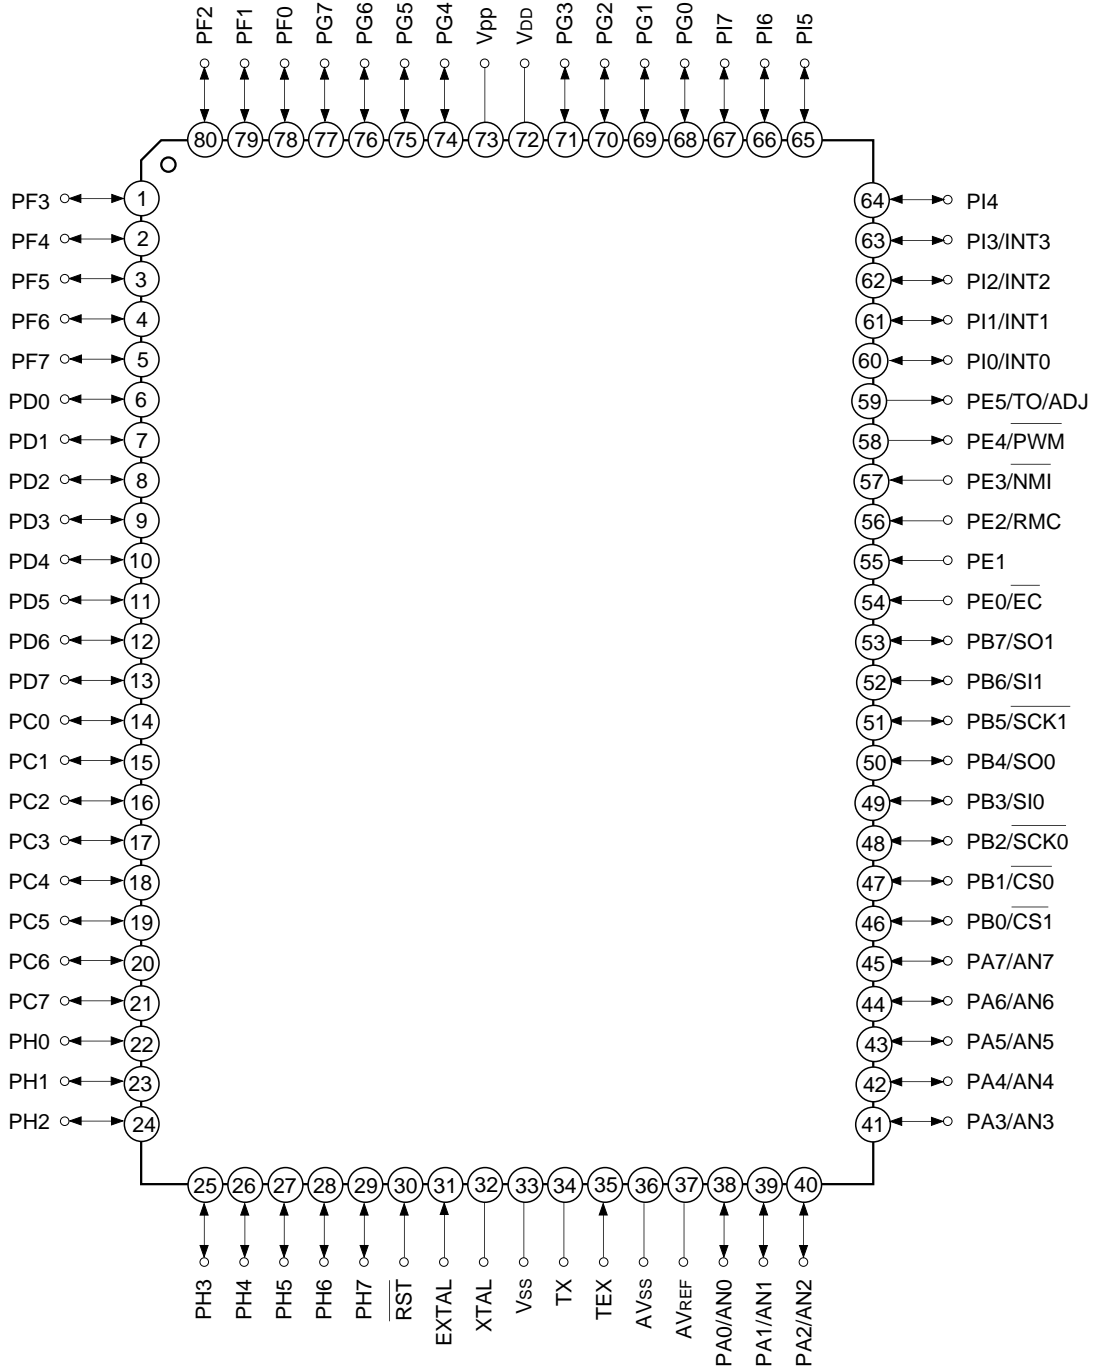 PF2 PF1 PF0 PG7 PG6 PG5 PG4 Vpp VDD PG3 PG2 PG1 PG0 PI7 PI6 PI5
80 79 78 77 76 75 74 73 72 71 70 69 68 67 66 65
PF3 1 64 PI4
PF4 2 63 PI3/INT3
PF5 3 62 PI2/INT2
PF6 4 61 PI1/INT1
PF7 5 60 PI0/INT0
PD0 6 59 PE5/TO/ADJ
PD1 7 58 PE4/PWM
PD2 8 57 PE3/NMI
PD3 9 56 PE2/RMC
PD4 10 55 PE1
PD5 11 54 PE0/EC
PD6 12 53 PB7/SO1
PD7 13 52 PB6/SI1
PC0 14 51 PB5/SCK1
PC1 15 50 PB4/SO0
PC2 16 49 PB3/SI0
PC3 17 48 PB2/SCK0
PC4 18 47 PB1/CS0
PC5 19 46 PB0/CS1
PC6 20 45 PA7/AN7
PC7 21 44 PA6/AN6
PH0 22 43 PA5/AN5
PH1 23 42 PA4/AN4
PH2 24 41 PA3/AN3
25 26 27 28 29 30 31 32 33 34 35 36 37 38 39 40
PH3 PH4 PH5 PH6 PH7 RST EXTAL XTAL Vss TX TEX AVss AVREF PA0/AN0 PA1/AN1 PA2/AN2